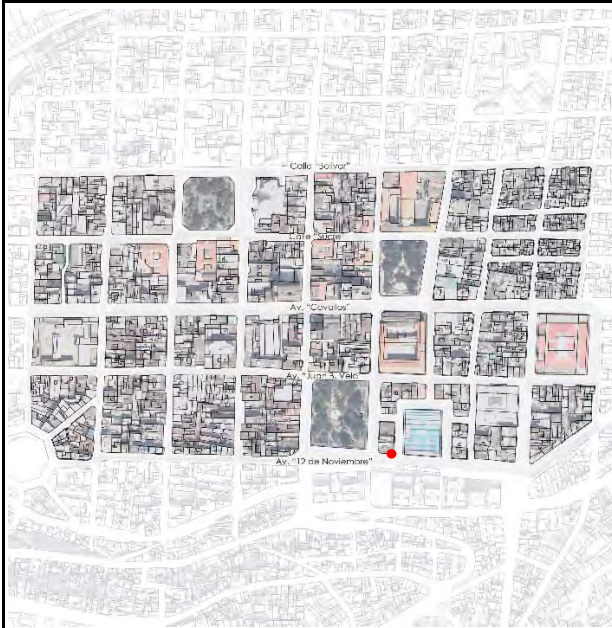 Calle "Bolívar"
Calle "Sucre"
Av. "Cevallos"
Av. "Juan B. Vela"
Av. "12 de Noviembre"